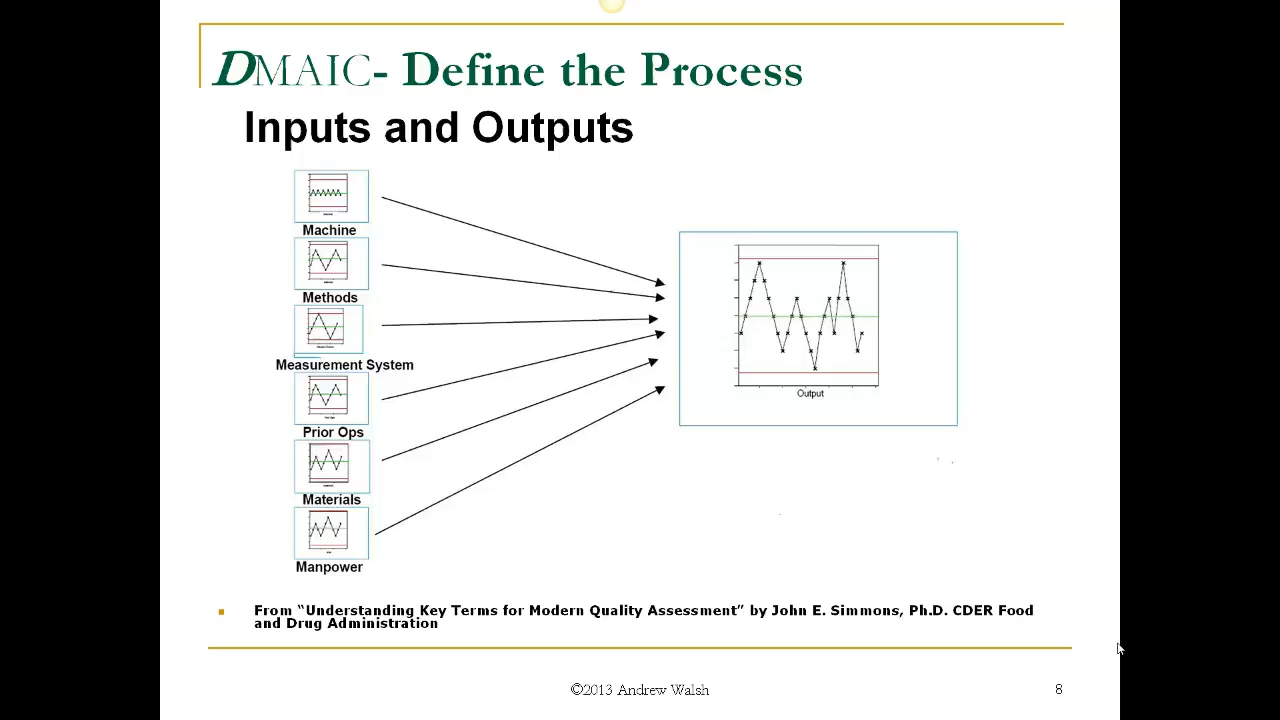 DMAIC- Define the Process
Inputs and Outputs
Machine
Methods
Measurement System
Prior Ops
Materials
Manpower
Output
From “Understanding Key Terms for Modern Quality Assessment” by John E. Simmons, Ph.D. CDER Food
and Drug Administration
©2013 Andrew Walsh
8